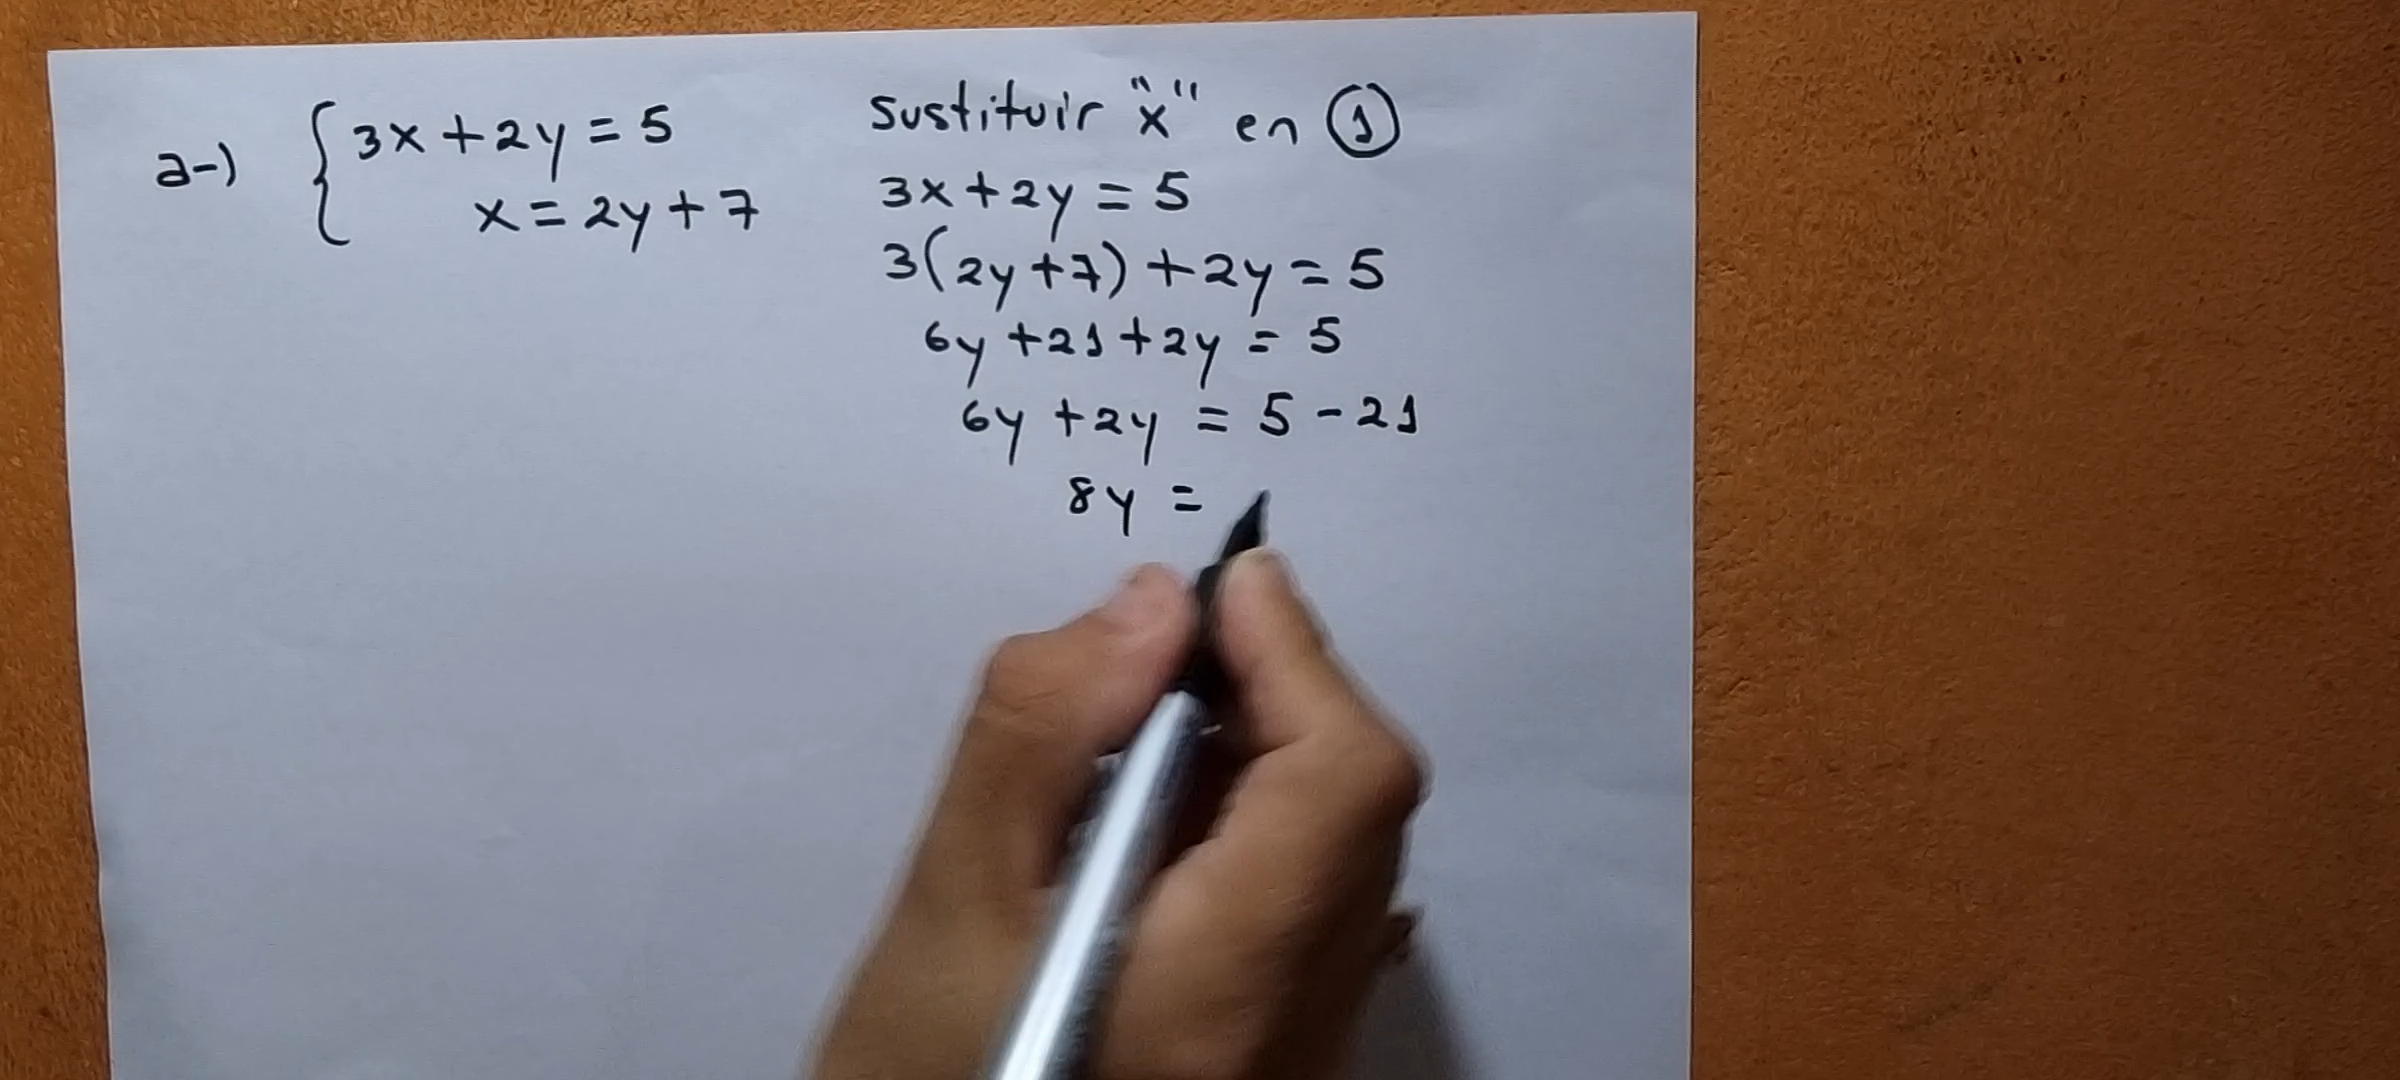 a-) { 3x + 2y = 5
x = 2y + 7
sustituir "x" en ①
3x + 2y = 5
3(2y + 7) + 2y = 5
6y + 21 + 2y = 5
6y + 2y = 5 - 21
8y =